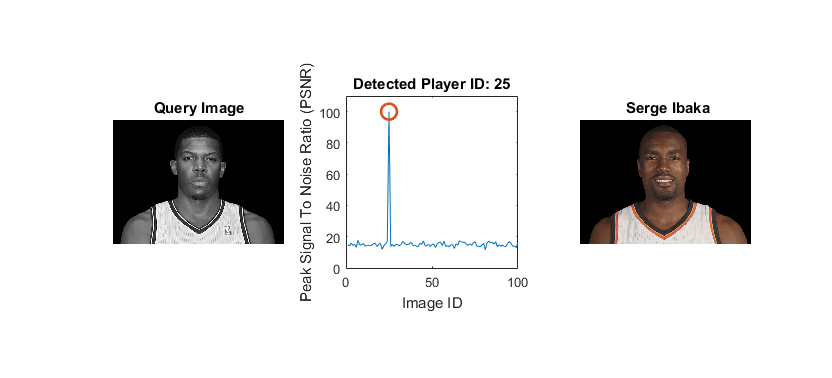 Query Image
Detected Player ID: 25
Peak Signal To Noise Ratio (PSNR)
100
80
60
40
20
0
0 50 100
Image ID
Serge Ibaka